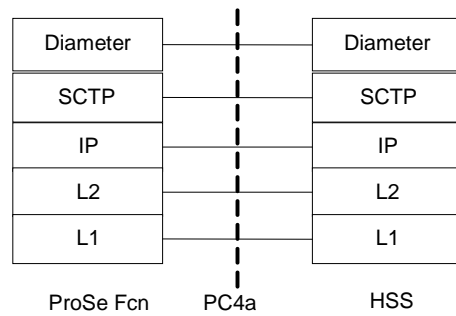 Diameter Diameter
SCTP SCTP
IP IP
L2 L2
L1 L1
ProSe Fcn PC4a HSS